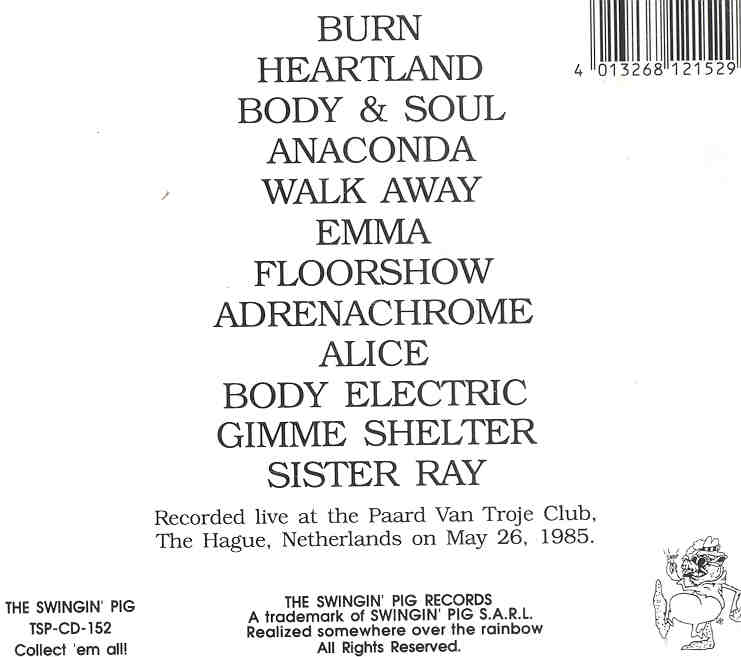 BURN
4 013268 121529
HEARTLAND
BODY & SOUL
ANACONDA
WALK AWAY
EMMA
FLOORSHOW
ADRENACHROME
ALICE
BODY ELECTRIC
GIMME SHELTER
SISTER RAY
Recorded live at the Paard Van Troje Club,
The Hague, Netherlands on May 26, 1985.
THE SWINGIN' PIG
TSP-CD-152
Collect 'em all!
THE SWINGIN' PIG RECORDS
A trademark of SWINGIN' PIG S.A.R.L.
Realized somewhere over the rainbow
All Rights Reserved.